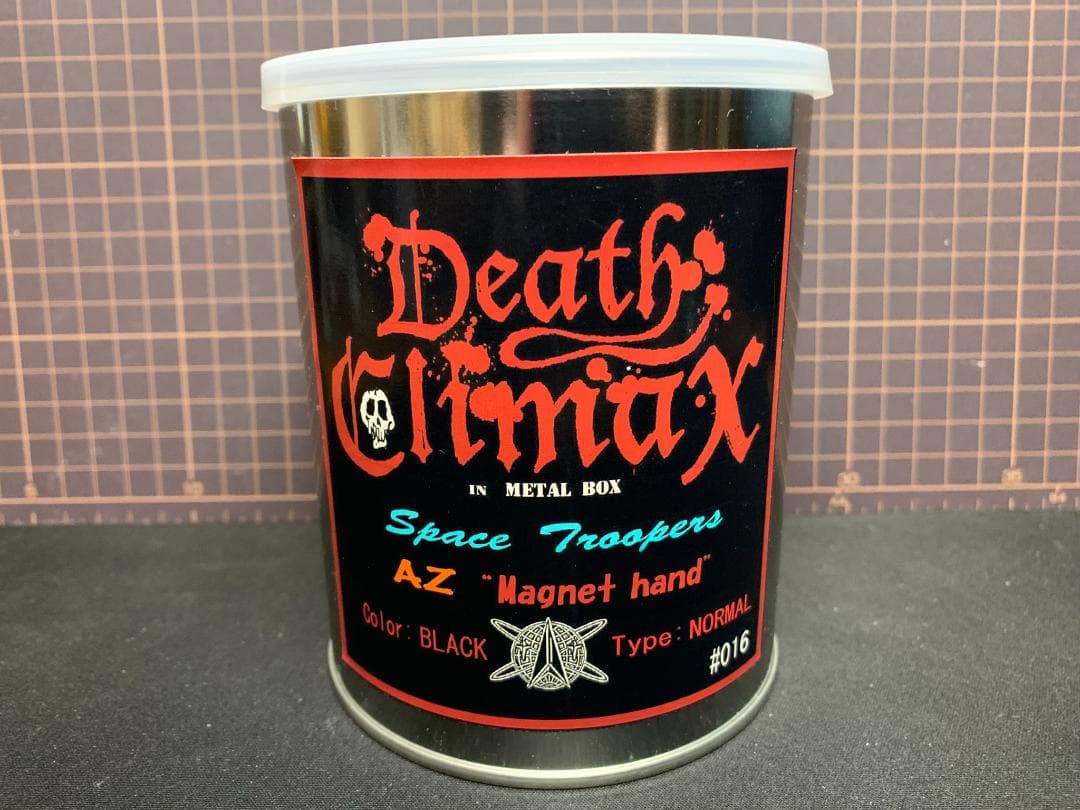 Death
Climax
IN METAL BOX
Space Troopers
AZ "Magnet hand"
Color: BLACK
Type: NORMAL
#016